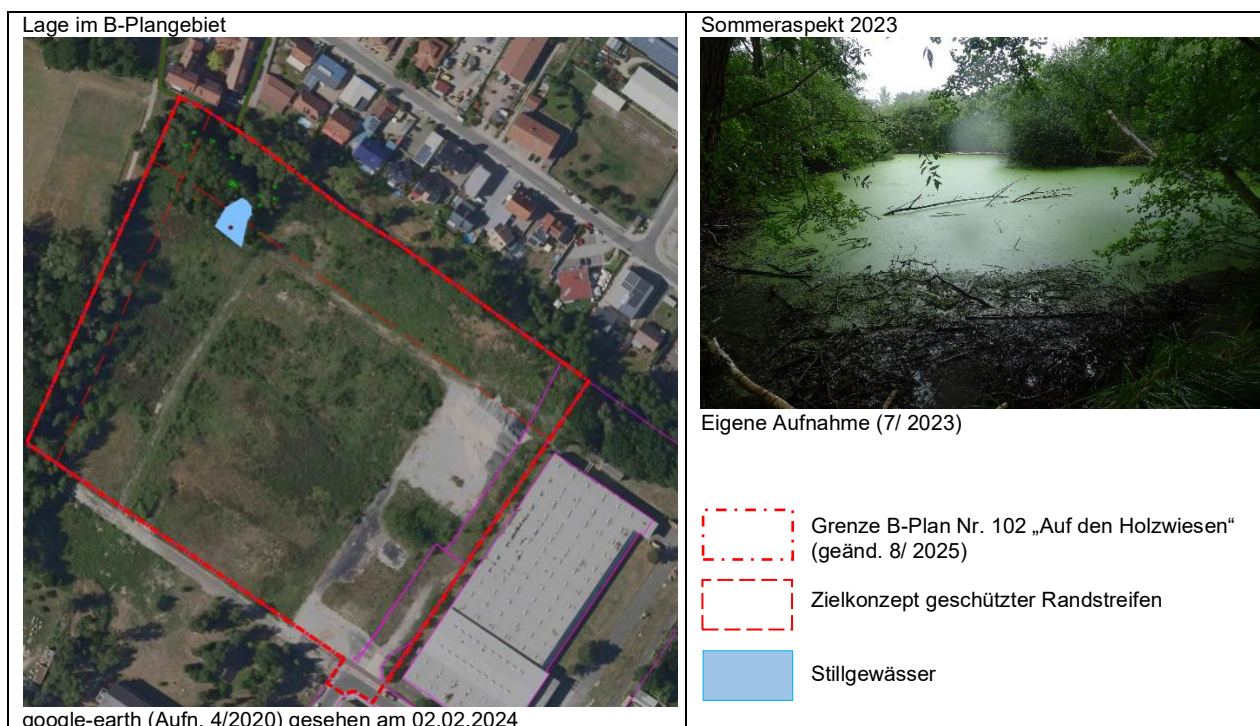 Lage im B-Plangebiet
google-earth (Aufn. 4/2020) gesehen am 02.02.2024
Sommeraspekt 2023
Eigene Aufnahme (7/ 2023)
Grenze B-Plan Nr. 102 „Auf den Holzwiesen“
(geänd. 8/ 2025)
Zielkonzept geschützter Randstreifen
Stillgewässer